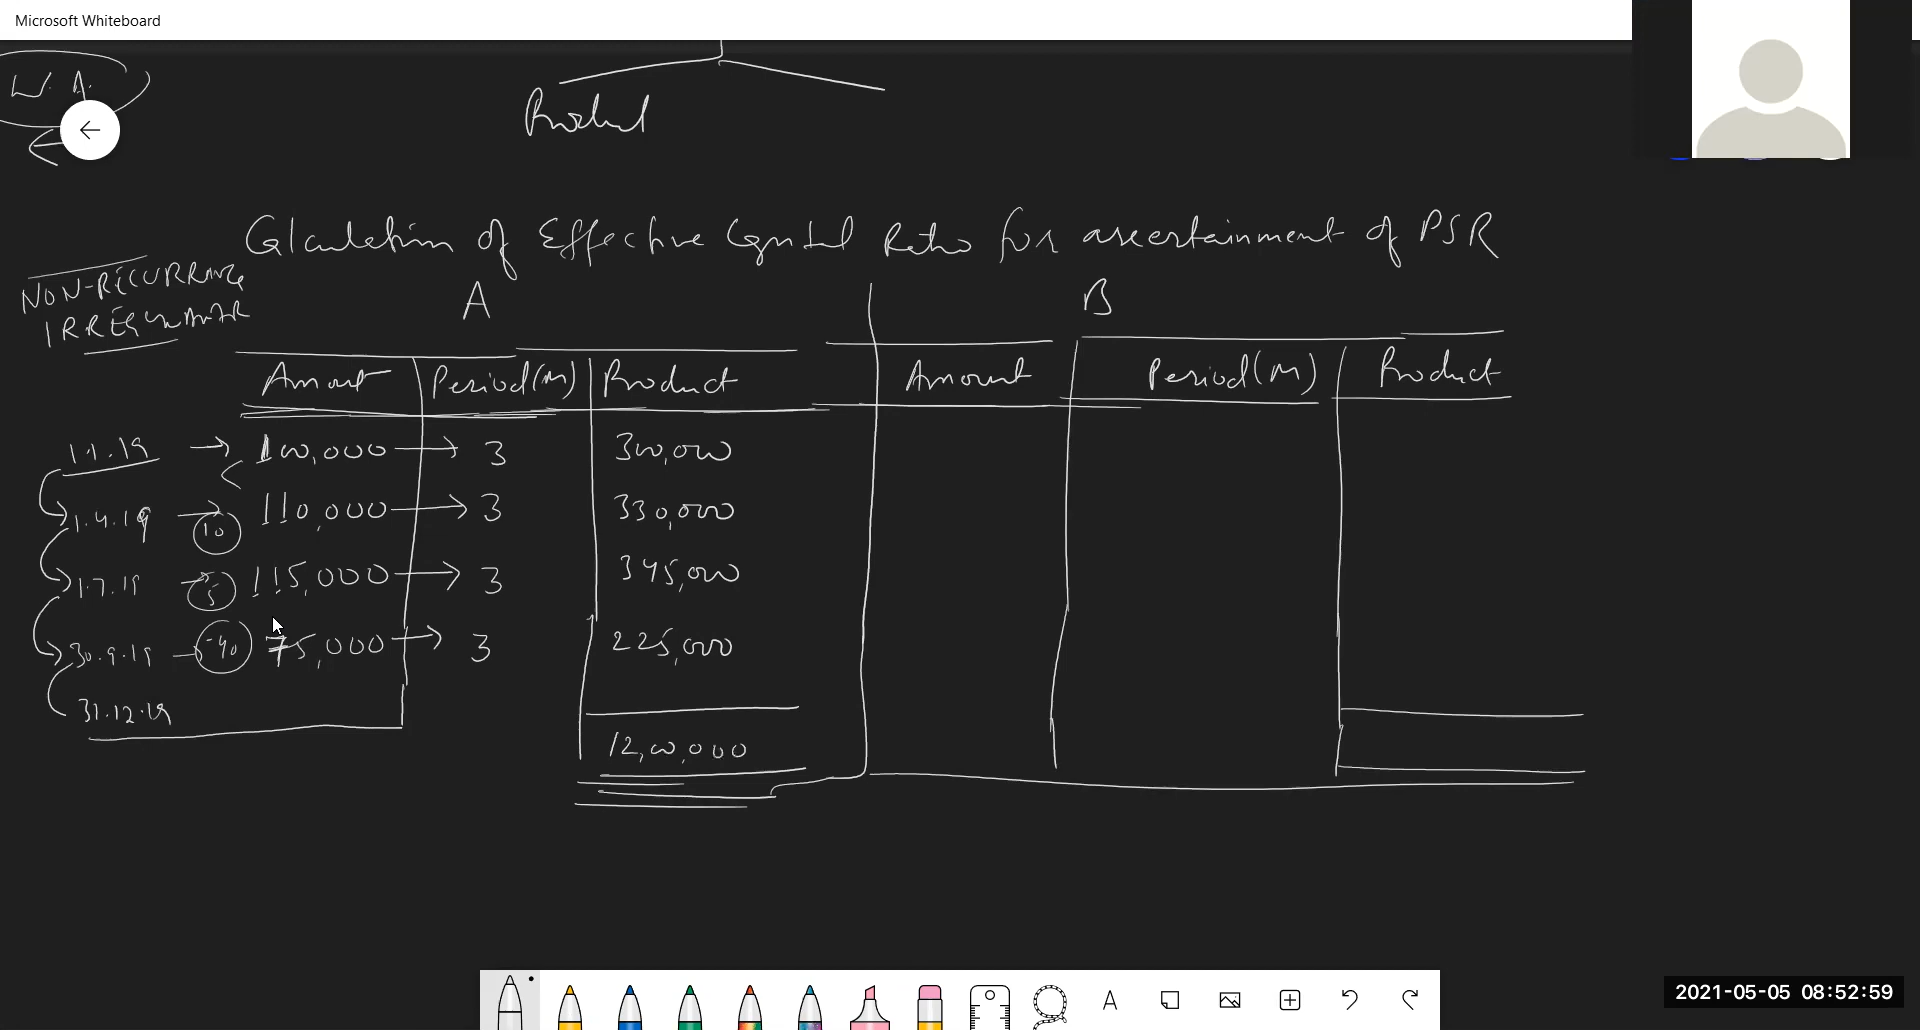 Microsoft Whiteboard
W. A.
Product
Calculation of Effective Capital Ratio for ascertainment of PSR
NON-RECURRING
IRREGULAR
A B
Amount Period(M) Product Amount Period(M) Product
1.1.19 → 100,000 → 3 300,000
1.4.19 → 10 110,000 → 3 330,000
1.7.19 → 5 115,000 → 3 345,000
30.9.19 → -40 75,000 → 3 225,000
31.12.19
12,00,000
2021-05-05 08:52:59